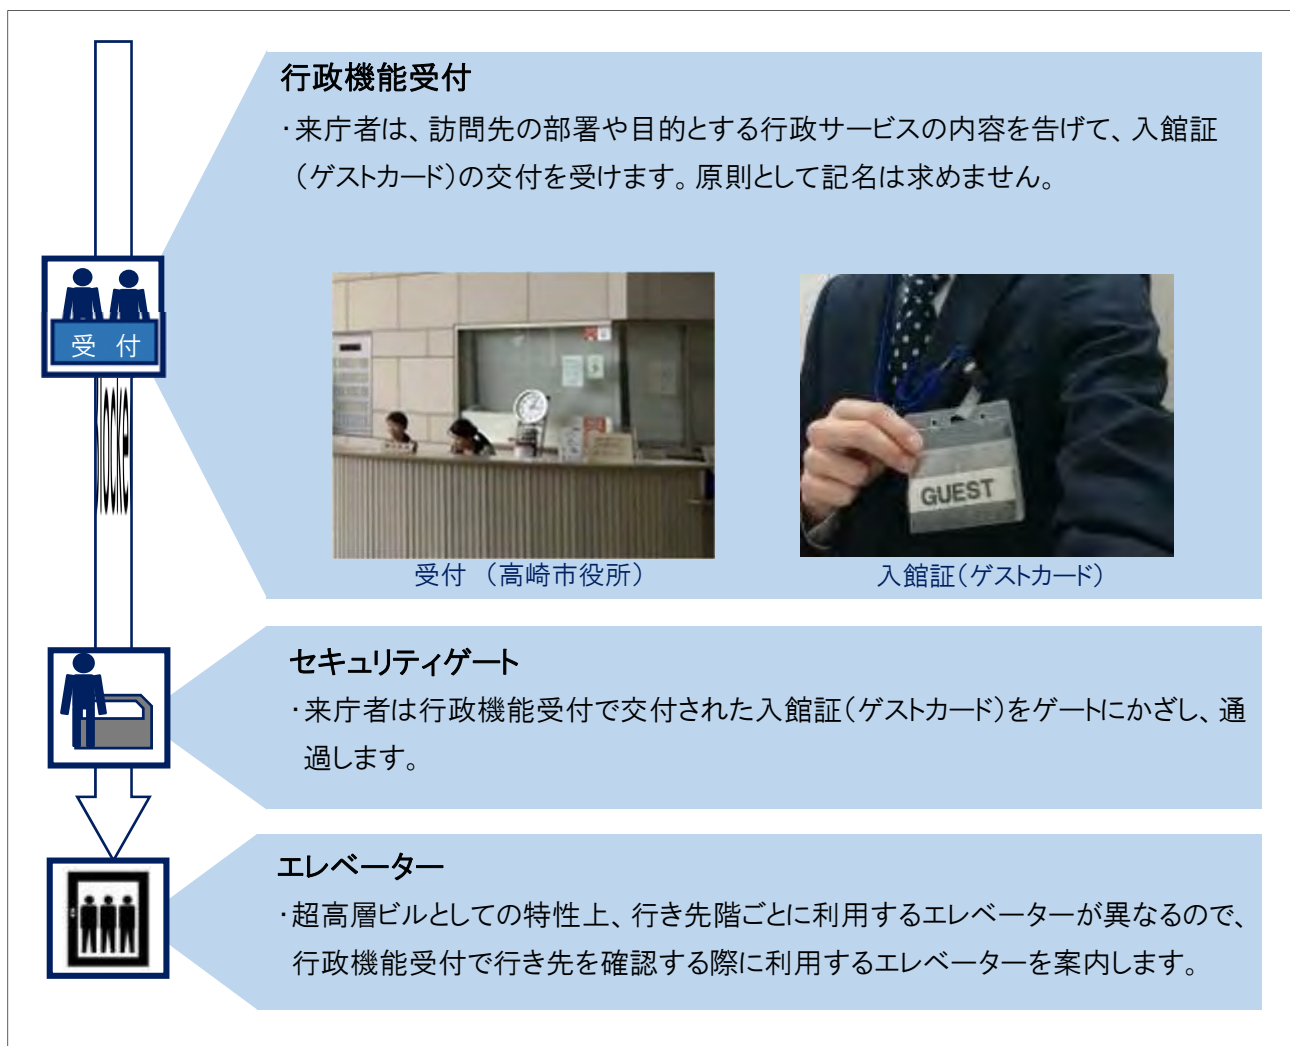 行政機能受付
・来庁者は、訪問先の部署や目的とする行政サービスの内容を告げて、入館証
（ゲストカード）の交付を受けます。原則として記名は求めません。
受 付
locke
GUEST
受付 （高崎市役所）
入館証（ゲストカード）
セキュリティゲート
・来庁者は行政機能受付で交付された入館証（ゲストカード）をゲートにかざし、通
過します。
エレベーター
・超高層ビルとしての特性上、行き先階ごとに利用するエレベーターが異なるので、
行政機能受付で行き先を確認する際に利用するエレベーターを案内します。